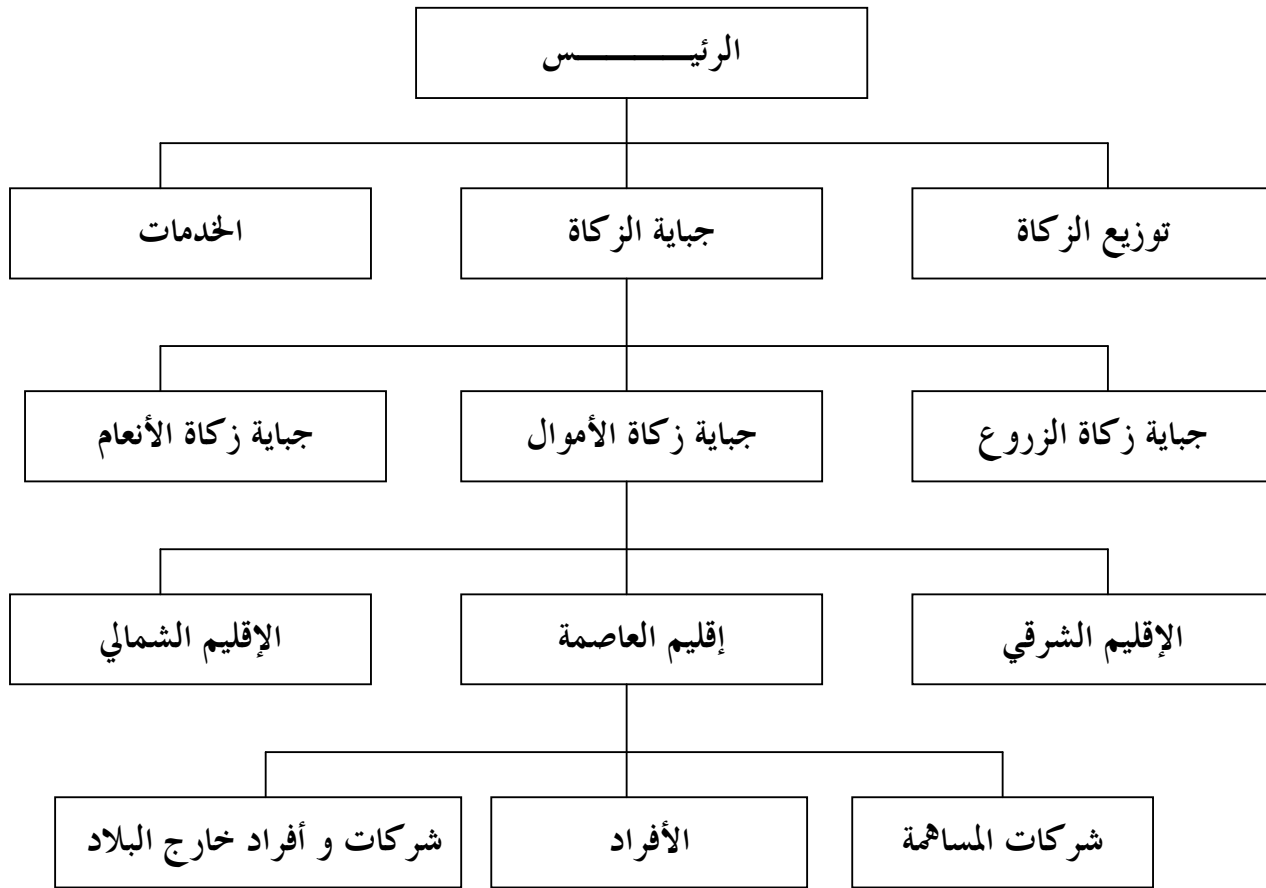 الرئيـــــــس
توزيع الزكاة
جباية الزكاة
الخدمات
جباية زكاة الزروع
جباية زكاة الأموال
جباية زكاة الأنعام
الإقليم الشرقي
إقليم العاصمة
الإقليم الشمالي
شركات المساهمة
الأفراد
شركات و أفراد خارج البلاد